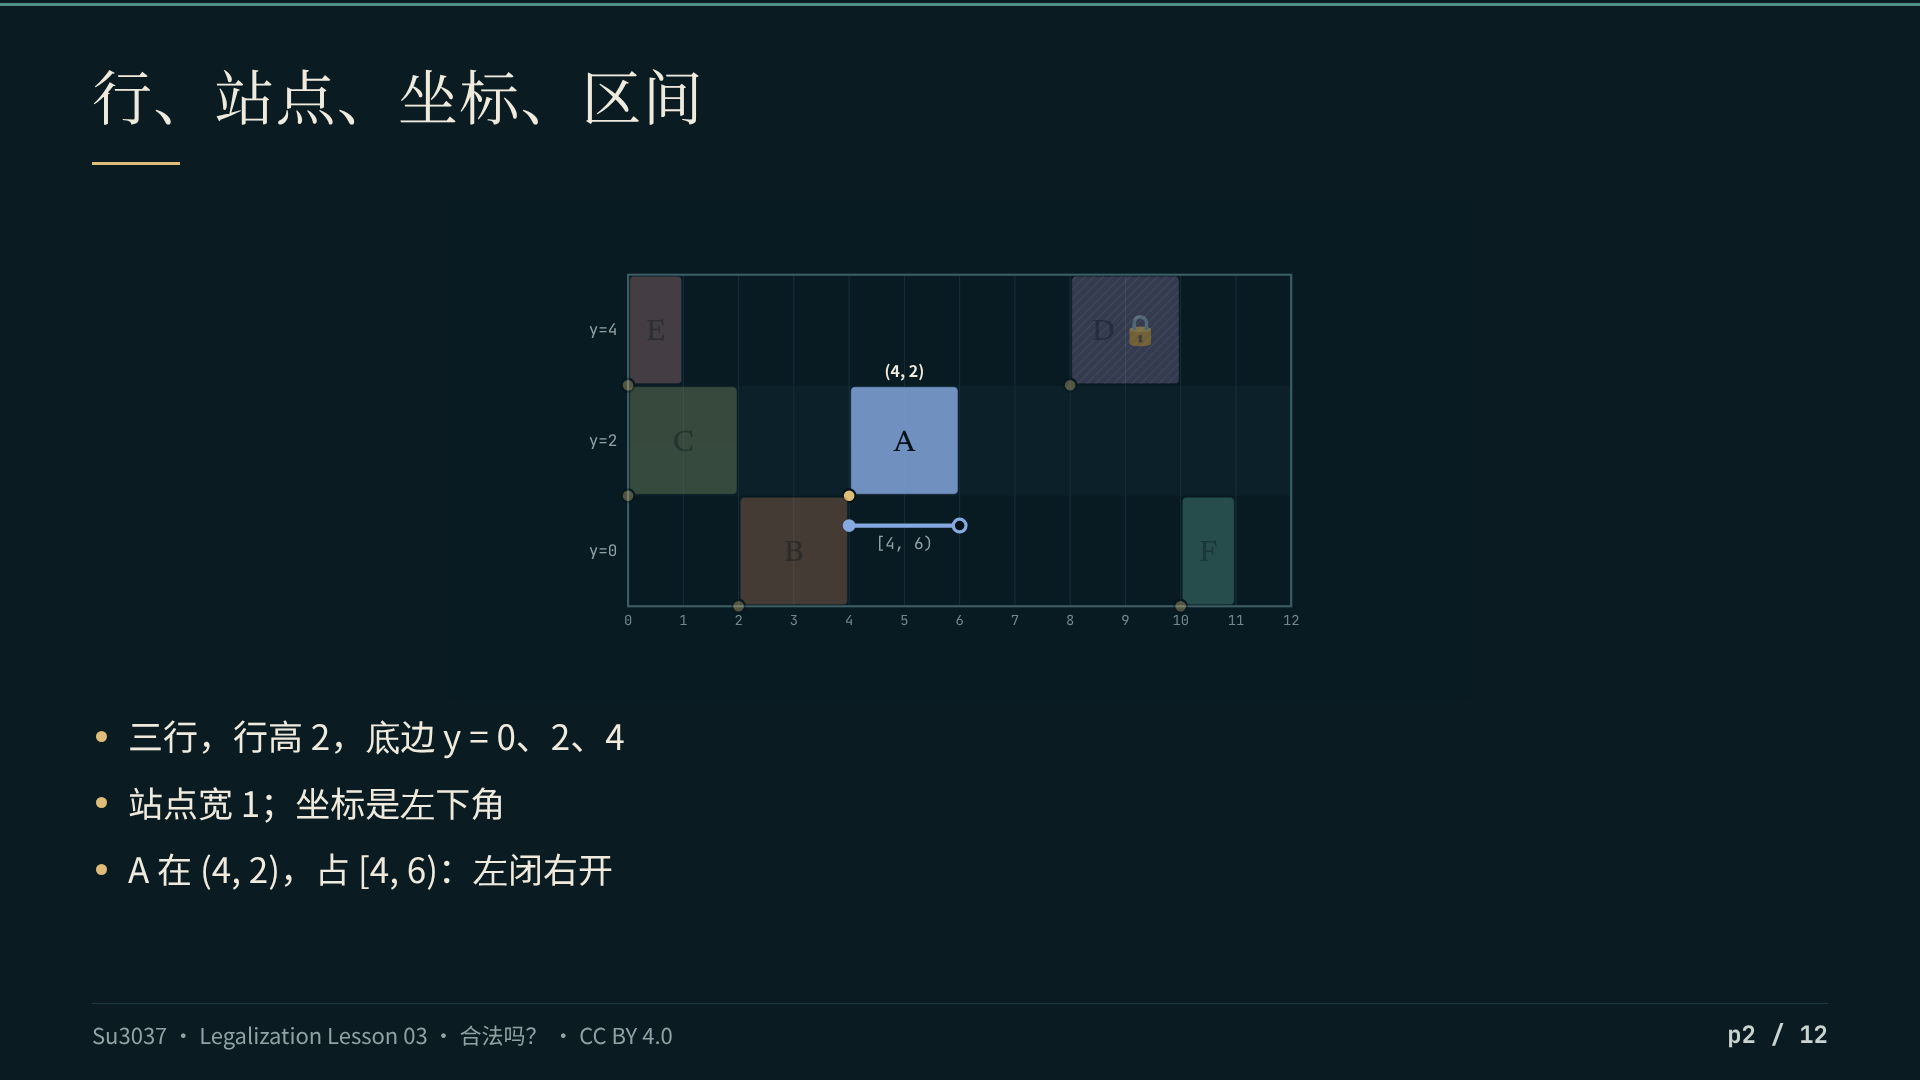 行、站点、坐标、区间
y=4
E
D
(4, 2)
y=2
C
A
[4, 6)
y=0
B
F
0 1 2 3 4 5 6 7 8 9 10 11 12
三行，行高 2，底边 y = 0、2、4
站点宽 1；坐标是左下角
A 在 (4, 2)，占 [4, 6)：左闭右开
Su3037 · Legalization Lesson 03 · 合法吗？ · CC BY 4.0
p2 / 12